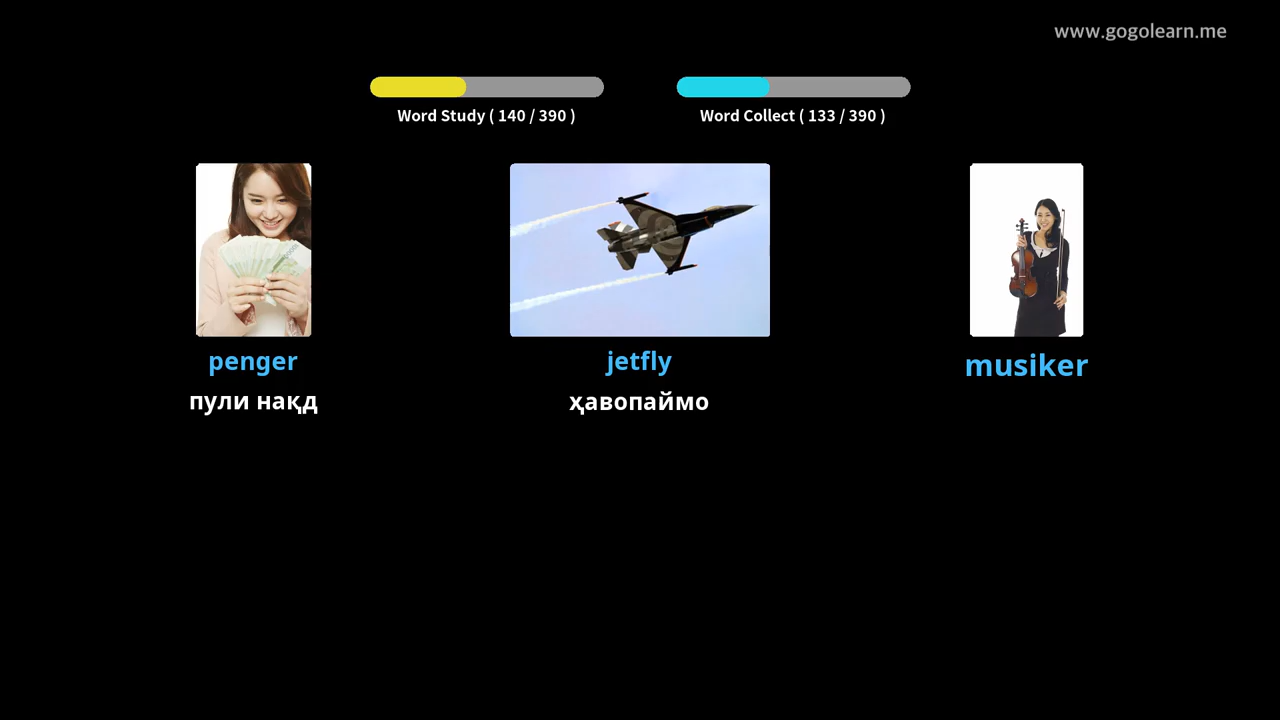 www.gogolearn.me
Word Study ( 140 / 390 )
Word Collect ( 133 / 390 )
penger
пули нақд
jetfly
ҳавопаймо
musiker